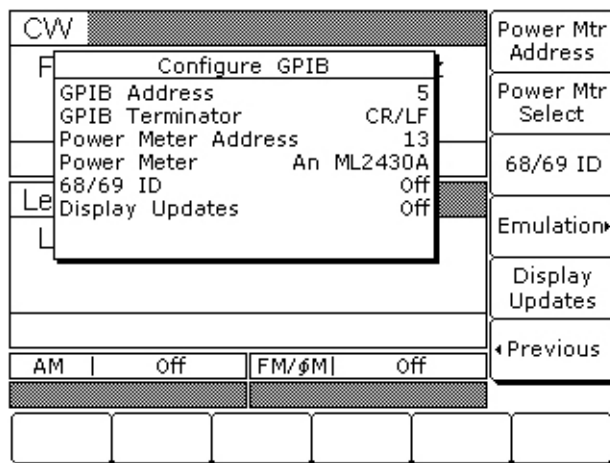 CW
F
Configure GPIB
GPIB Address 5
GPIB Terminator CR/LF
Power Meter Address 13
Power Meter An ML2430A
68/69 ID Off
Display Updates Off
Le
L
AM | Off
FM/ϕM| Off
Power Mtr
Address
Power Mtr
Select
68/69 ID
Emulation▸
Display
Updates
◂Previous